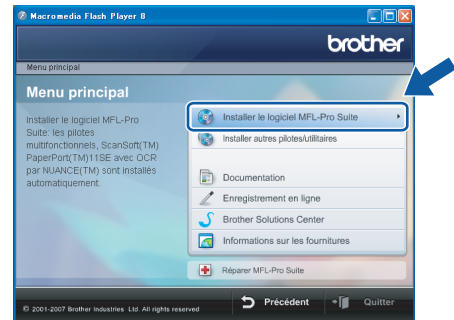 Macromedia Flash Player 8
brother
Menu principal
Menu principal
Installer le logiciel MFL-Pro
Suite: les pilotes
multifonctionnels, ScanSoft(TM)
PaperPort(TM)11SE avec OCR
par NUANCE(TM) sont installés
automatiquement.
Installer le logiciel MFL-Pro Suite
Installer autres pilotes/utilitaires
Documentation
Enregistrement en ligne
Brother Solutions Center
Informations sur les fournitures
Réparer MFL-Pro Suite
© 2001-2007 Brother Industries Ltd. All rights reserved
Précédent
Quitter